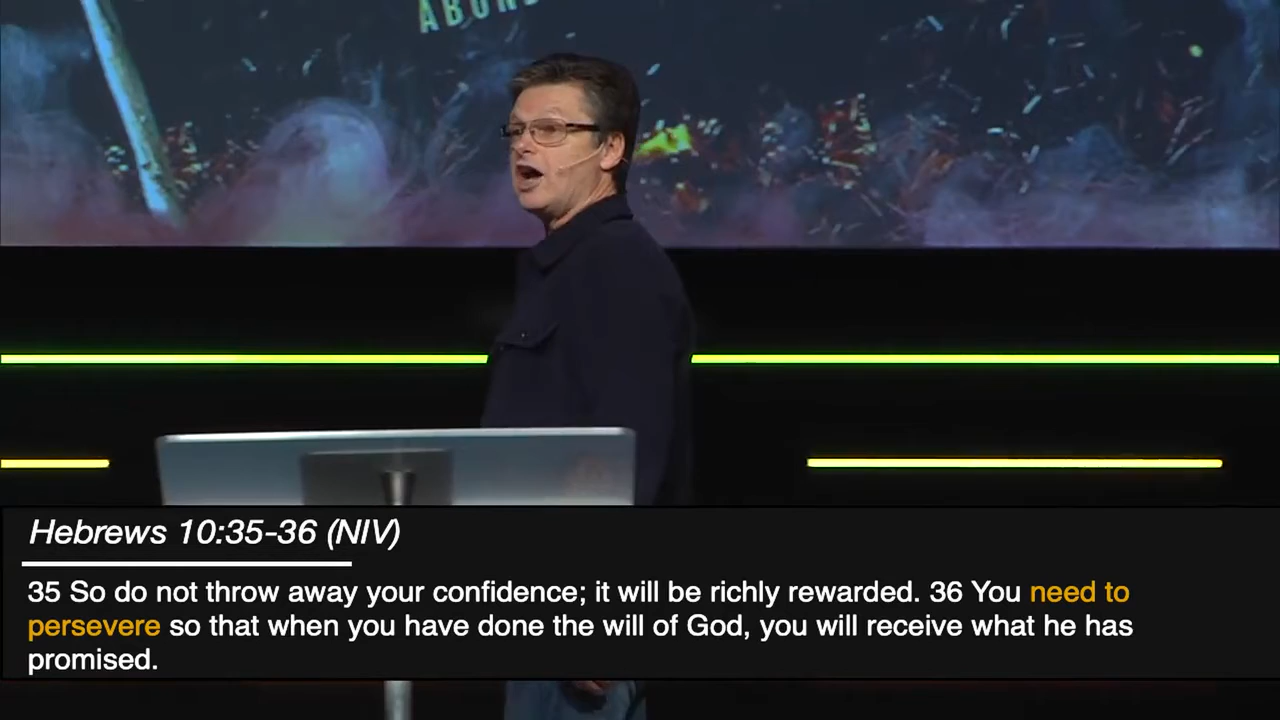 Hebrews 10:35-36 (NIV)
35 So do not throw away your confidence; it will be richly rewarded. 36 You need to
persevere so that when you have done the will of God, you will receive what he has
promised.